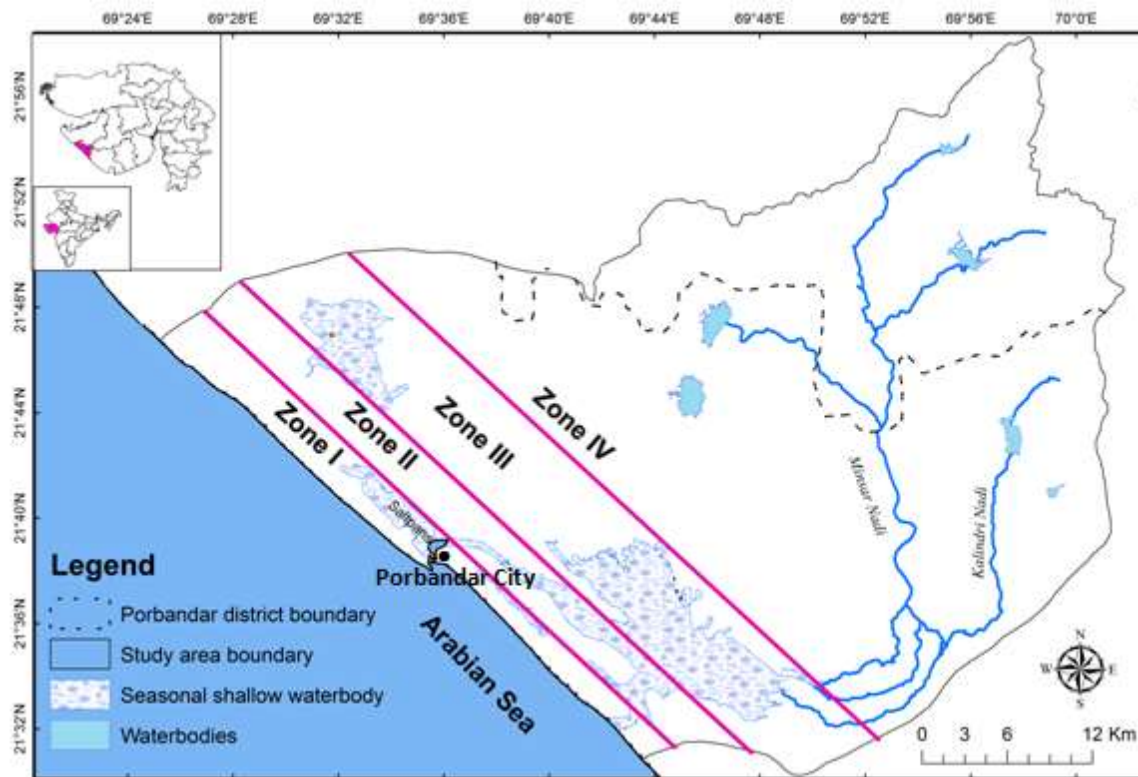 69°24'E 69°28'E 69°32'E 69°36'E 69°40'E 69°44'E 69°48'E 69°52'E 69°56'E 70°0'E
21°56'N
21°52'N
21°48'N
21°44'N
21°40'N
21°36'N
21°32'N
Zone I
Zone II
Zone III
Zone IV
Minsar Nadi
Kalindri Nadi
Saltpans
Porbandar City
Arabian Sea
Legend
Porbandar district boundary
Study area boundary
Seasonal shallow waterbody
Waterbodies
N
W E
S
0 3 6 12 Km